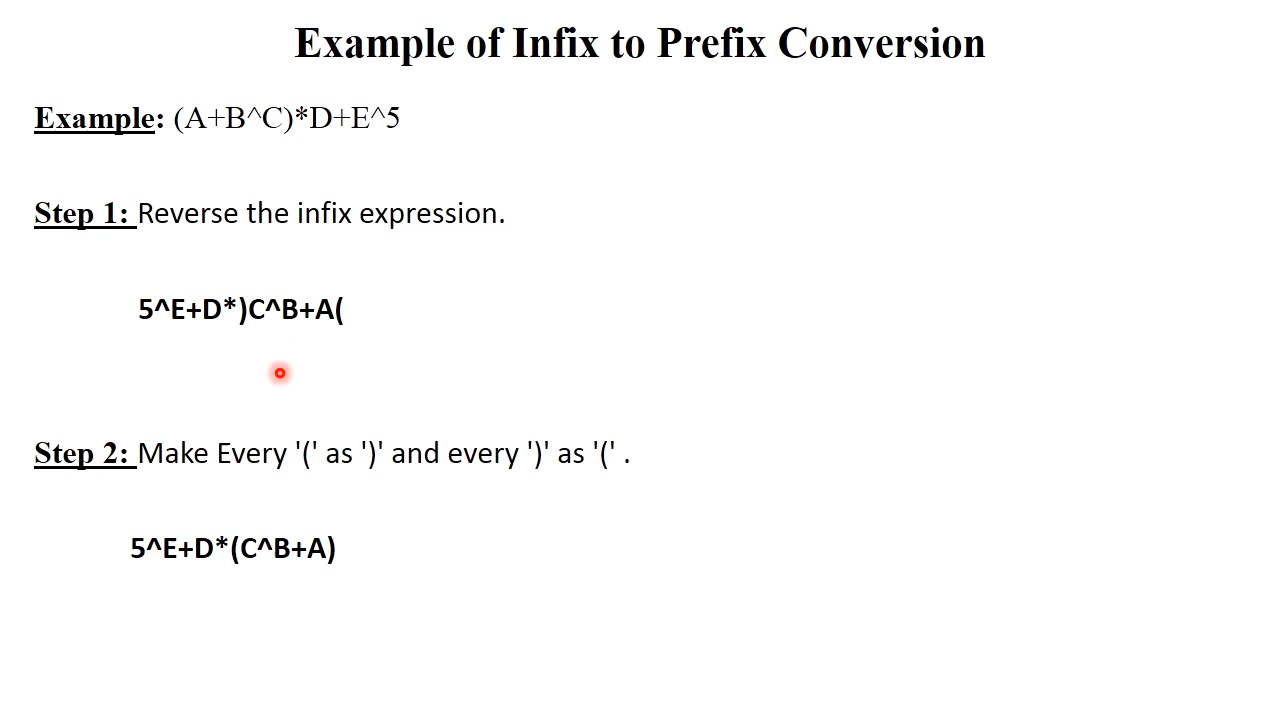 Example of Infix to Prefix Conversion
Example: (A+B^C)*D+E^5
Step 1: Reverse the infix expression.
5^E+D*)C^B+A(
Step 2: Make Every '(' as ')' and every ')' as '(' .
5^E+D*(C^B+A)